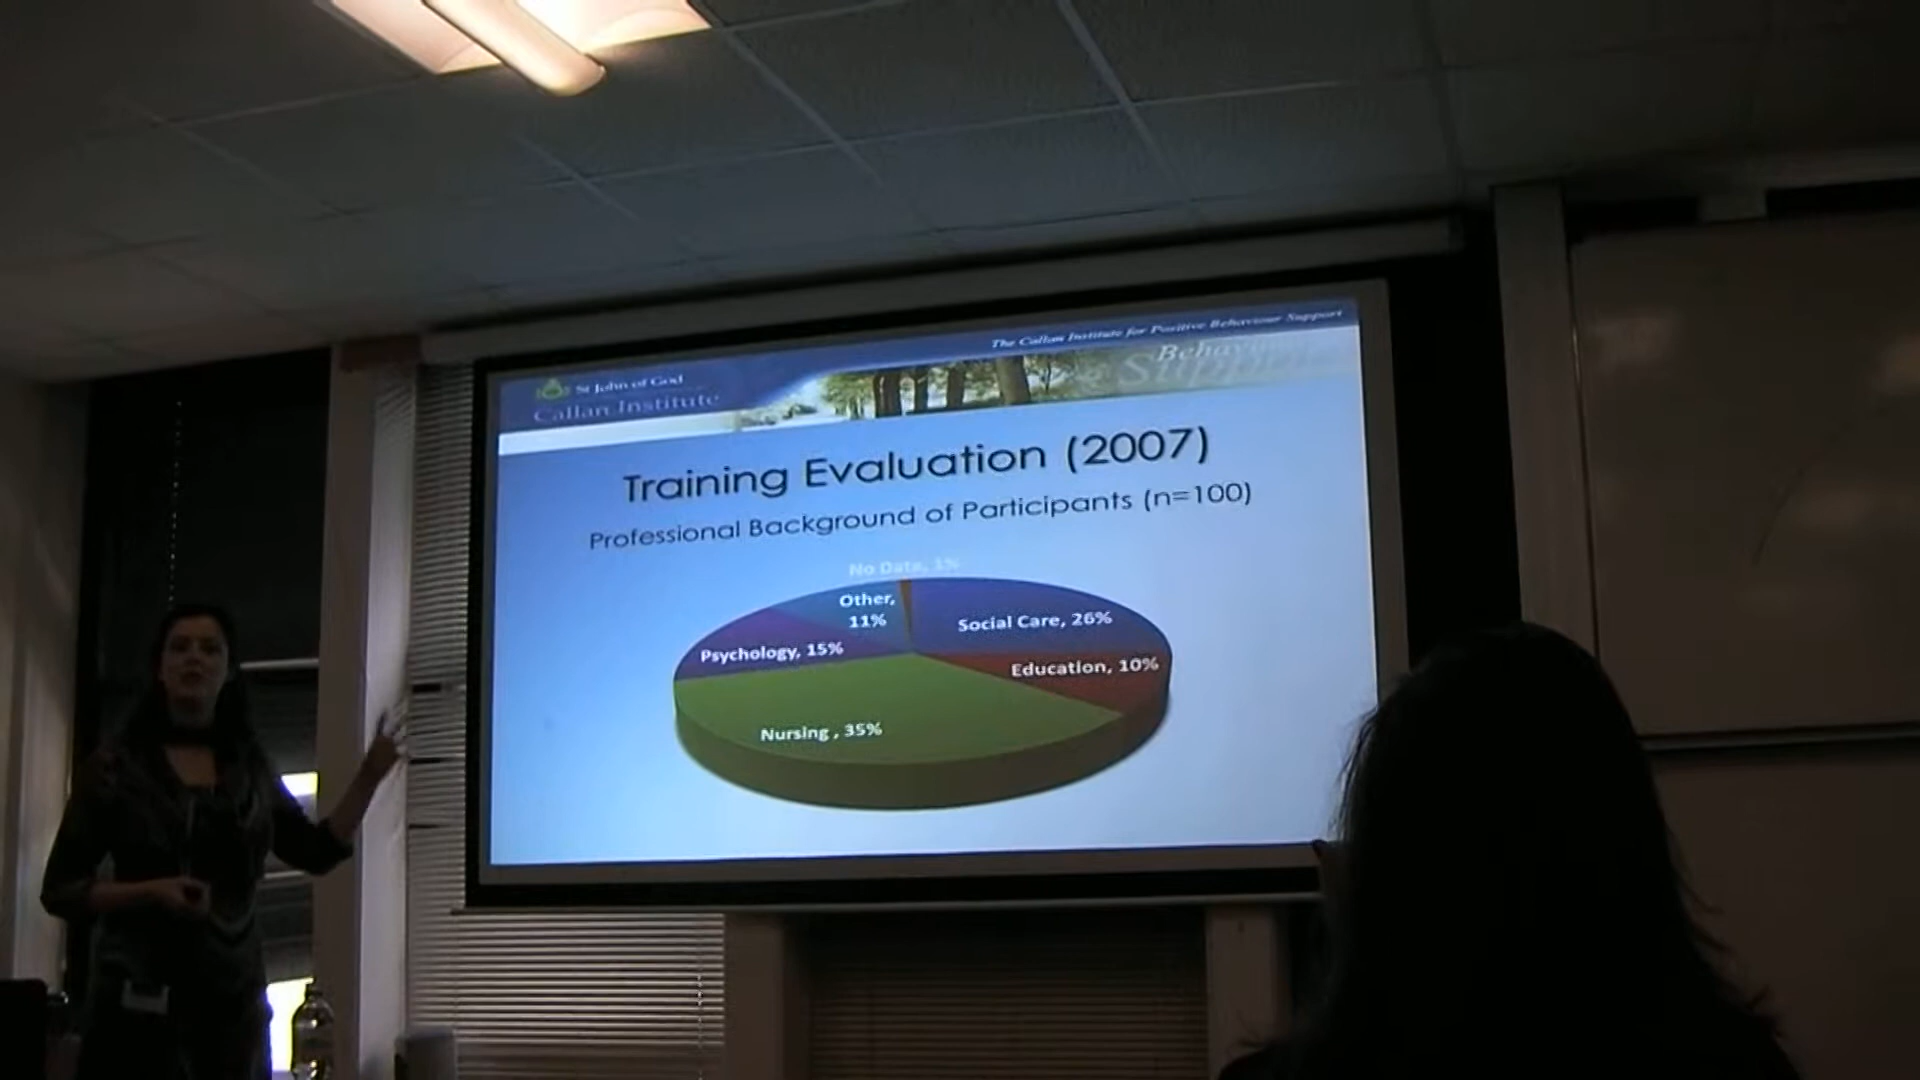 The Callan Institute for Positive Behaviour Support
St John of God
Callan Institute
Training Evaluation (2007)
Professional Background of Participants (n=100)
No Data, 1%
Other,
11%
Social Care, 26%
Psychology, 15%
Education, 10%
Nursing , 35%